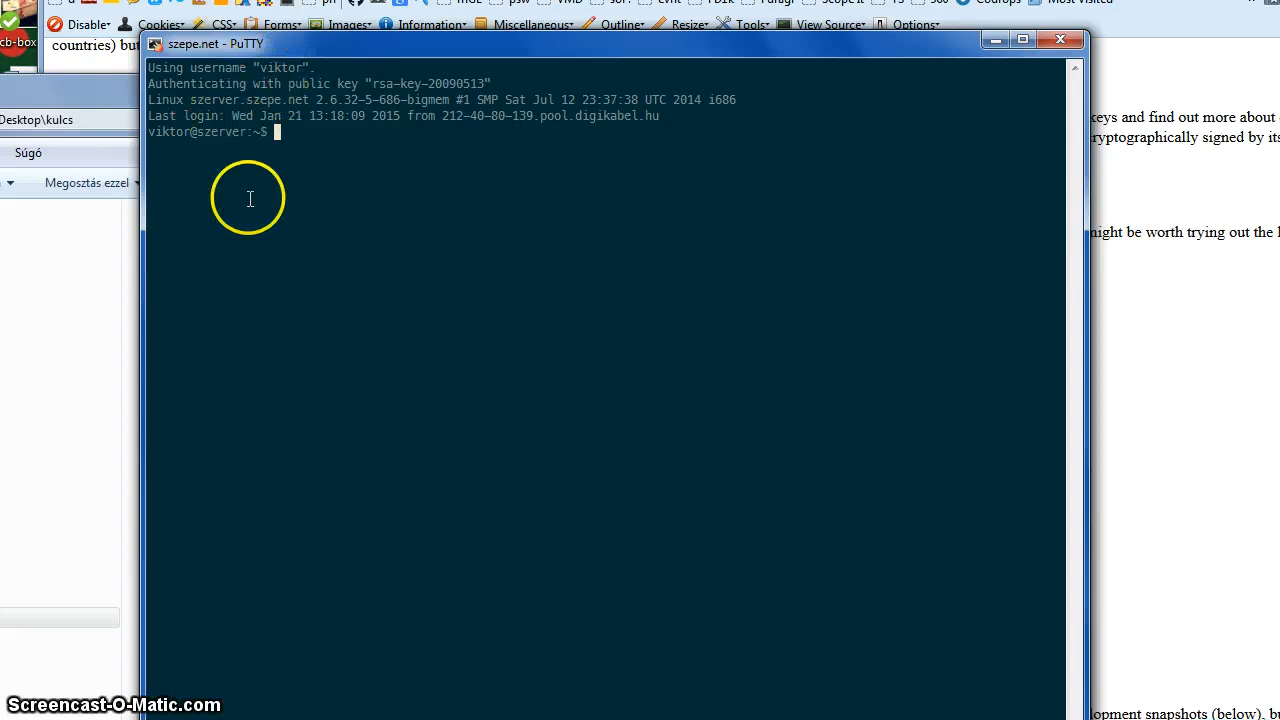 Disable▾ Cookies▾ CSS▾ Forms▾ Images▾ Information▾ Miscellaneous▾ Outline▾ Resize▾ Tools▾ View Source▾ Options▾
countries) but
cb-box
szepe.net - PuTTY
Using username "viktor".
Authenticating with public key "rsa-key-20090513"
Linux szerver.szepe.net 2.6.32-5-686-bigmem #1 SMP Sat Jul 12 23:37:38 UTC 2014 i686
Last login: Wed Jan 21 13:18:09 2015 from 212-40-80-139.pool.digikabel.hu
viktor@szerver:~$
Desktop\kulcs
Súgó
Megosztás ezzel
keys and find out more about
ryptographically signed by its
might be worth trying out the
lopment snapshots (below), bu
Screencast-O-Matic.com